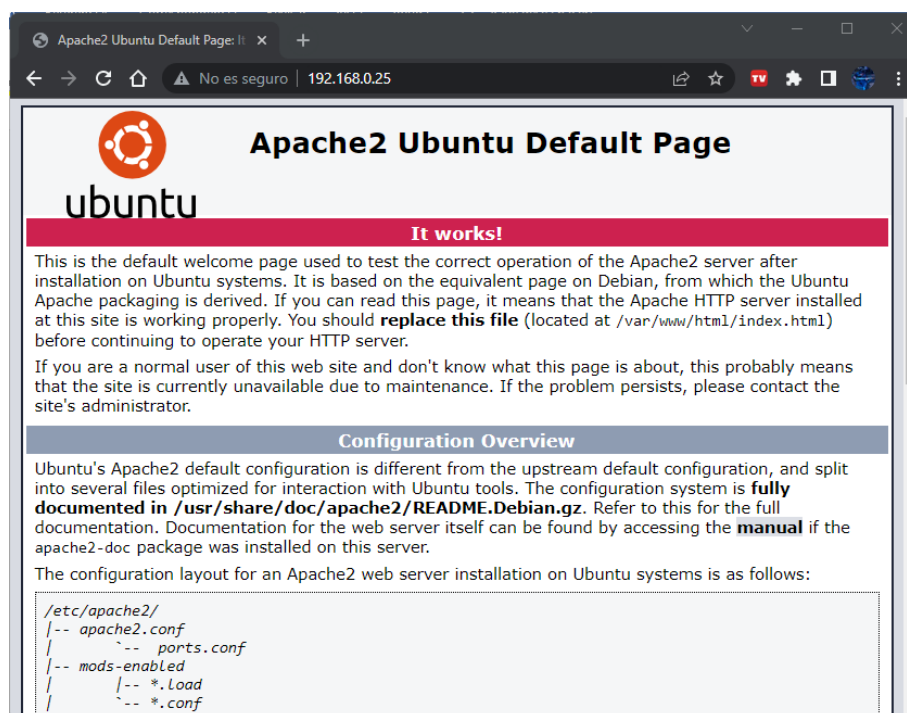 Apache2 Ubuntu Default Page: It
No es seguro | 192.168.0.25
TV
ubuntu
Apache2 Ubuntu Default Page
It works!
This is the default welcome page used to test the correct operation of the Apache2 server after
installation on Ubuntu systems. It is based on the equivalent page on Debian, from which the Ubuntu
Apache packaging is derived. If you can read this page, it means that the Apache HTTP server installed
at this site is working properly. You should replace this file (located at /var/www/html/index.html)
before continuing to operate your HTTP server.
If you are a normal user of this web site and don't know what this page is about, this probably means
that the site is currently unavailable due to maintenance. If the problem persists, please contact the
site's administrator.
Configuration Overview
Ubuntu's Apache2 default configuration is different from the upstream default configuration, and split
into several files optimized for interaction with Ubuntu tools. The configuration system is fully
documented in /usr/share/doc/apache2/README.Debian.gz. Refer to this for the full
documentation. Documentation for the web server itself can be found by accessing the manual if the
apache2-doc package was installed on this server.
The configuration layout for an Apache2 web server installation on Ubuntu systems is as follows:
/etc/apache2/
|-- apache2.conf
|       `--  ports.conf
|-- mods-enabled
|       |-- *.load
|       `-- *.conf